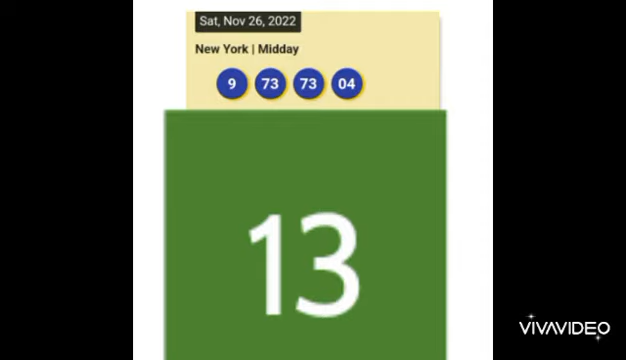 Sat, Nov 26, 2022
New York | Midday
9 73 73 04
13
VIVAVIDEO